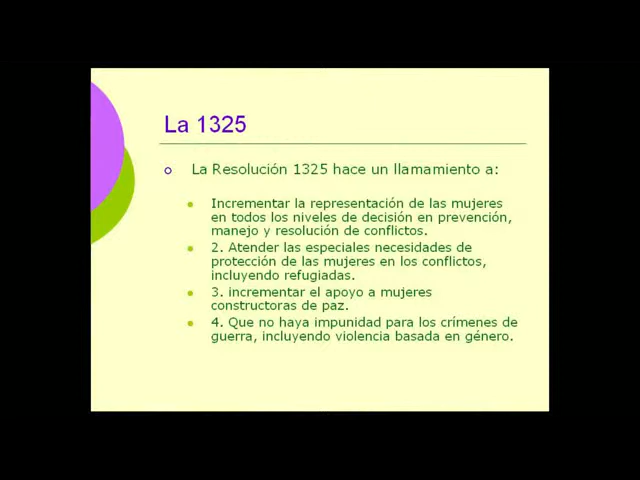 La 1325
La Resolución 1325 hace un llamamiento a:
Incrementar la representación de las mujeres
en todos los niveles de decisión en prevención,
manejo y resolución de conflictos.
2. Atender las especiales necesidades de
protección de las mujeres en los conflictos,
incluyendo refugiadas.
3. incrementar el apoyo a mujeres
constructoras de paz.
4. Que no haya impunidad para los crímenes de
guerra, incluyendo violencia basada en género.